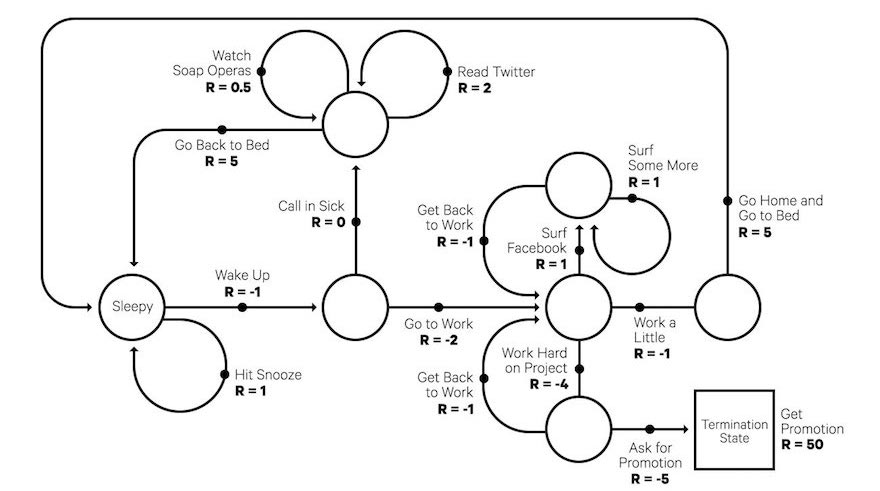 Watch
Soap Operas
R = 0.5
Read Twitter
R = 2
Go Back to Bed
R = 5
Surf
Some More
R = 1
Call in Sick
R = 0
Get Back
to Work
R = -1
Surf
Facebook
R = 1
Go Home and
Go to Bed
R = 5
Wake Up
R = -1
Sleepy
Go to Work
R = -2
Work a
Little
R = -1
Hit Snooze
R = 1
Work Hard
on Project
R = -4
Get Back
to Work
R = -1
Termination
State
Get
Promotion
R = 50
Ask for
Promotion
R = -5